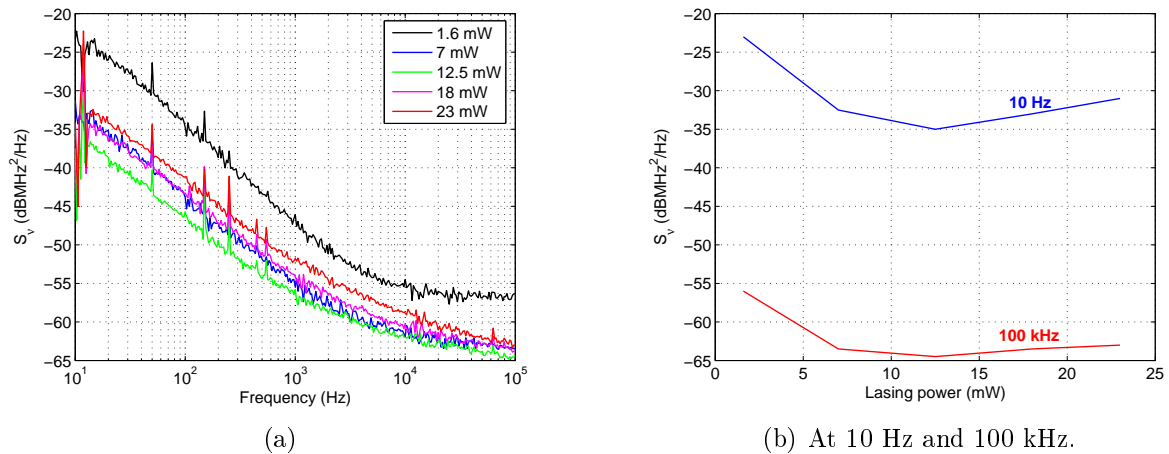 −20
−25
−30
−35
−40
−45
−50
−55
−60
−65
S_ν (dBMHz²/Hz)
10¹ 10² 10³ 10⁴ 10⁵
Frequency (Hz)
1.6 mW
7 mW
12.5 mW
18 mW
23 mW
(a)
−20
−25
−30
−35
−40
−45
−50
−55
−60
−65
S_ν (dBMHz²/Hz)
10 Hz
100 kHz
0 5 10 15 20 25
Lasing power (mW)
(b) At 10 Hz and 100 kHz.